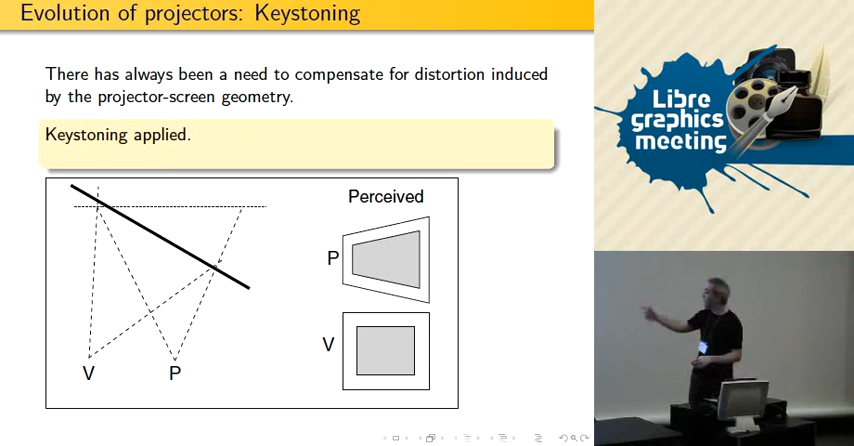 Evolution of projectors: Keystoning
There has always been a need to compensate for distortion induced
by the projector-screen geometry.
Keystoning applied.
Perceived
P
V
V
P
Libre
graphics
meeting